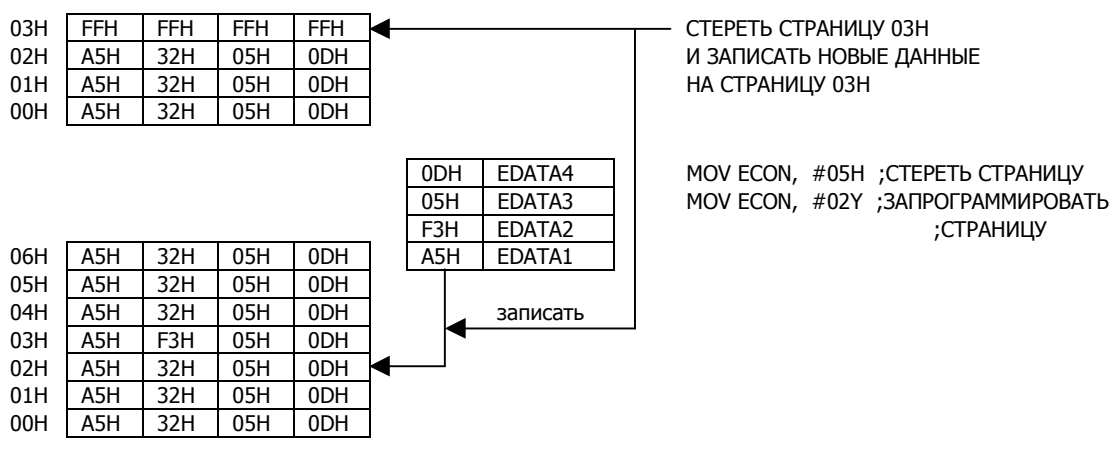 03H FFH FFH FFH FFH СТЕРЕТЬ СТРАНИЦУ 03H
02H A5H 32H 05H 0DH И ЗАПИСАТЬ НОВЫЕ ДАННЫЕ
01H A5H 32H 05H 0DH НА СТРАНИЦУ 03H
00H A5H 32H 05H 0DH
0DH EDATA4 MOV ECON, #05H ;СТЕРЕТЬ СТРАНИЦУ
05H EDATA3 MOV ECON, #02Y ;ЗАПРОГРАММИРОВАТЬ
F3H EDATA2 ;СТРАНИЦУ
06H A5H 32H 05H 0DH A5H EDATA1
05H A5H 32H 05H 0DH
04H A5H 32H 05H 0DH записать
03H A5H F3H 05H 0DH
02H A5H 32H 05H 0DH
01H A5H 32H 05H 0DH
00H A5H 32H 05H 0DH